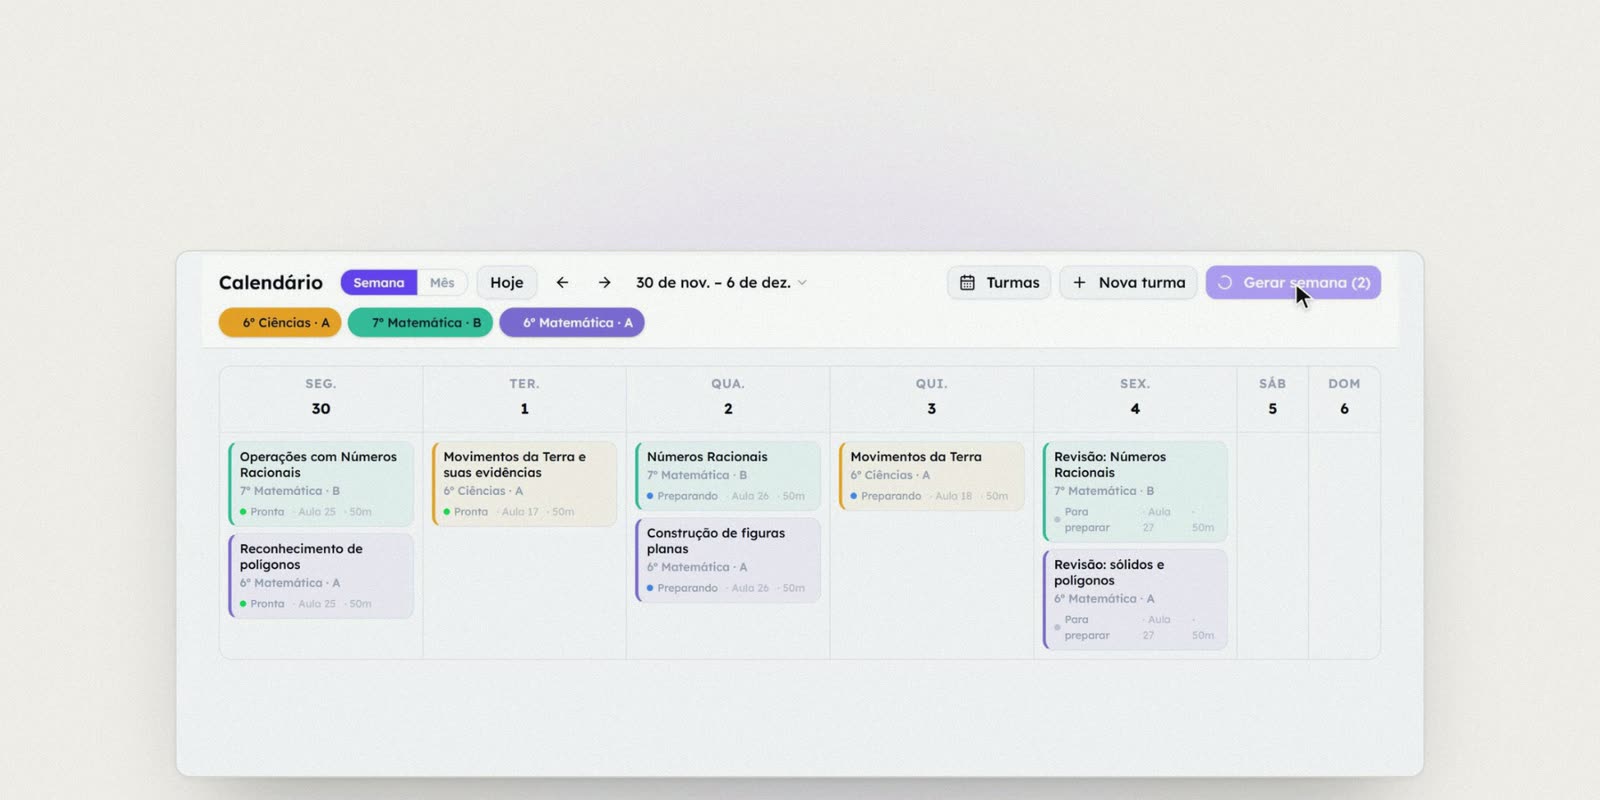 Calendário
Semana Mês
Hoje
30 de nov. – 6 de dez.
Turmas
Nova turma
Gerar semana (2)
6º Ciências · A
7º Matemática · B
6º Matemática · A
SEG.
30
TER.
1
QUA.
2
QUI.
3
SEX.
4
SÁB
5
DOM
6
Operações com Números
Racionais
7º Matemática · B
Pronta · Aula 25 · 50m
Reconhecimento de
polígonos
6º Matemática · A
Pronta · Aula 25 · 50m
Movimentos da Terra e
suas evidências
6º Ciências · A
Pronta · Aula 17 · 50m
Números Racionais
7º Matemática · B
Preparando · Aula 26 · 50m
Construção de figuras
planas
6º Matemática · A
Preparando · Aula 26 · 50m
Movimentos da Terra
6º Ciências · A
Preparando · Aula 18 · 50m
Revisão: Números
Racionais
7º Matemática · B
Para · Aula ·
preparar 27 50m
Revisão: sólidos e
polígonos
6º Matemática · A
Para · Aula ·
preparar 27 50m